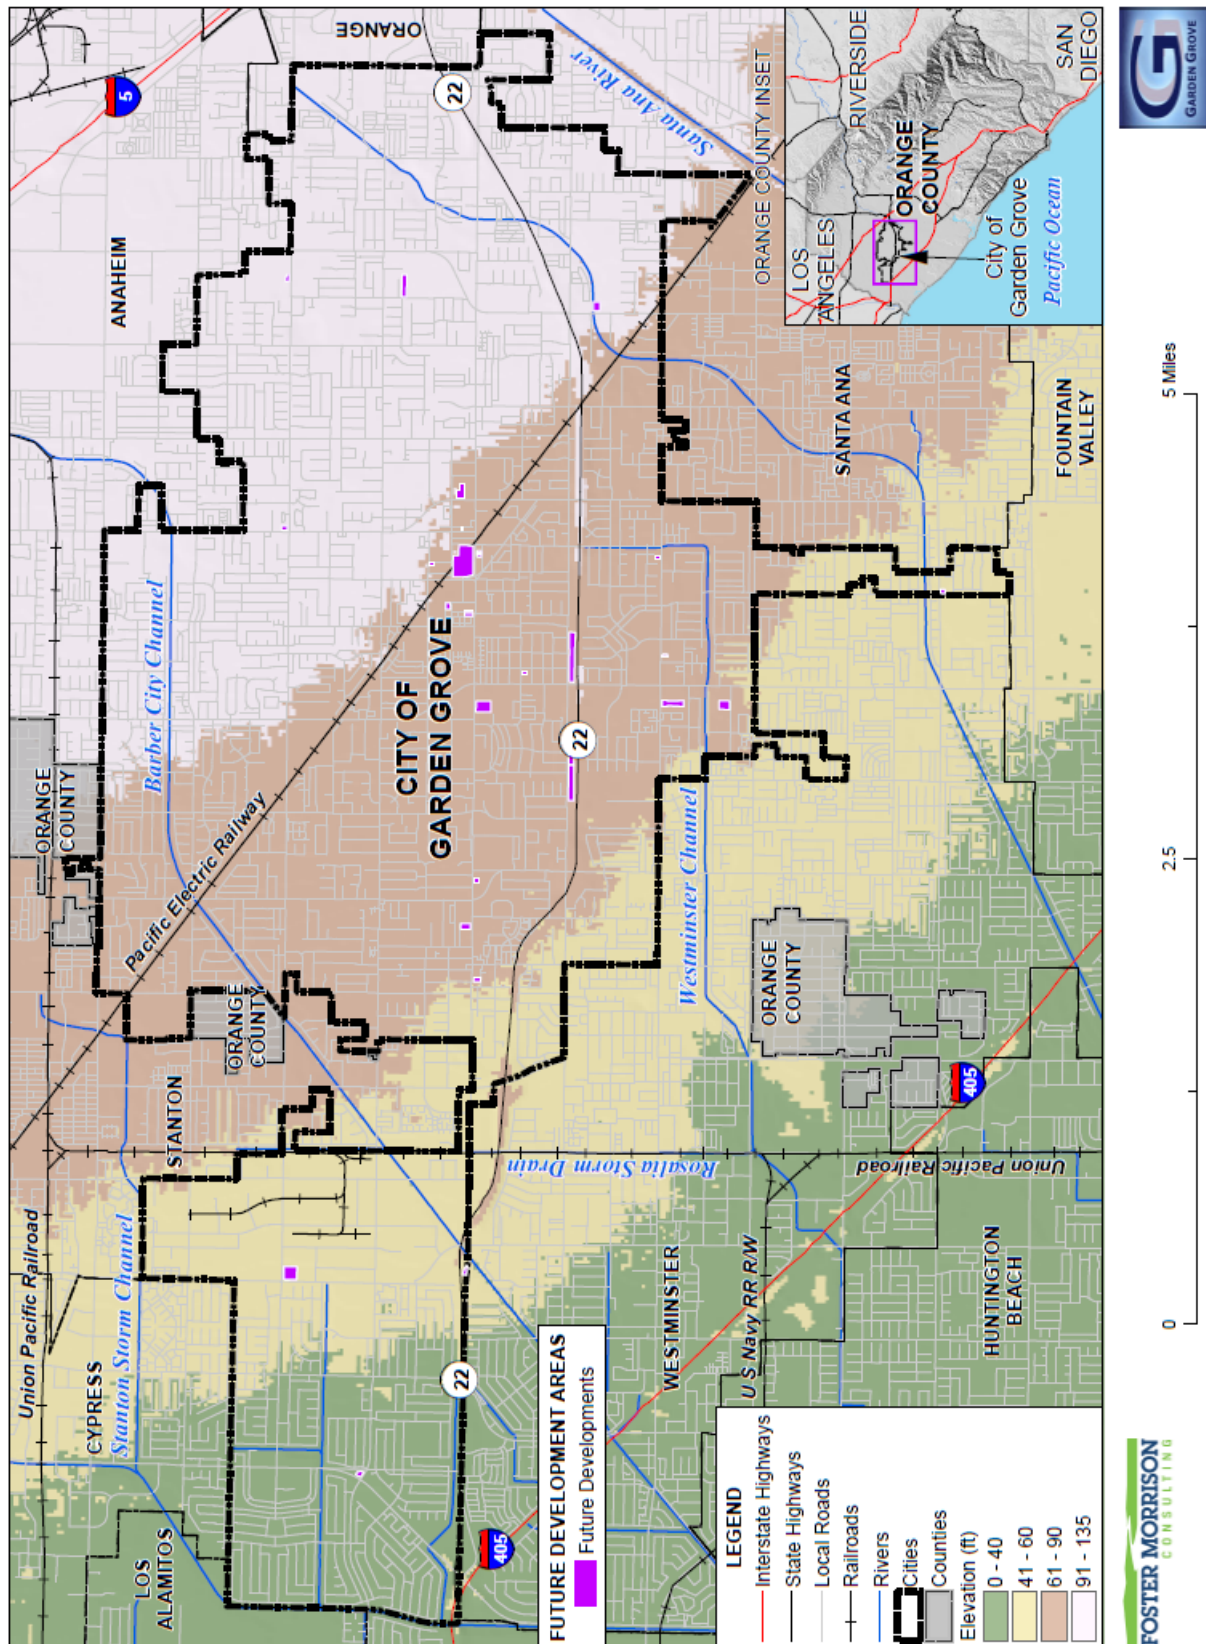 ORANGE
5
22
Santa Ana River
ANAHEIM
ORANGE COUNTY INSET
RIVERSIDE
SAN
DIEGO
ORANGE
COUNTY
LOS
ANGELES
City of
Garden Grove
Pacific Ocean
G
GARDEN GROVE
SANTA ANA
FOUNTAIN
VALLEY
Barber City Channel
CITY OF
GARDEN GROVE
22
ORANGE
COUNTY
Pacific Electric Railway
Westminster Channel
ORANGE
COUNTY
ORANGE
COUNTY
STANTON
405
Rosalia Storm Drain
Union Pacific Railroad
Union Pacific Railroad
Stanton Storm Channel
CYPRESS
WESTMINSTER
U S Navy RR R/W
HUNTINGTON
BEACH
22
LOS
ALAMITOS
405
FUTURE DEVELOPMENT AREAS
Future Developments
LEGEND
Interstate Highways
State Highways
Local Roads
Railroads
Rivers
Cities
Counties
Elevation (ft)
0 - 40
41 - 60
61 - 90
91 - 135
0
2.5
5 Miles
FOSTER MORRISON
CONSULTING